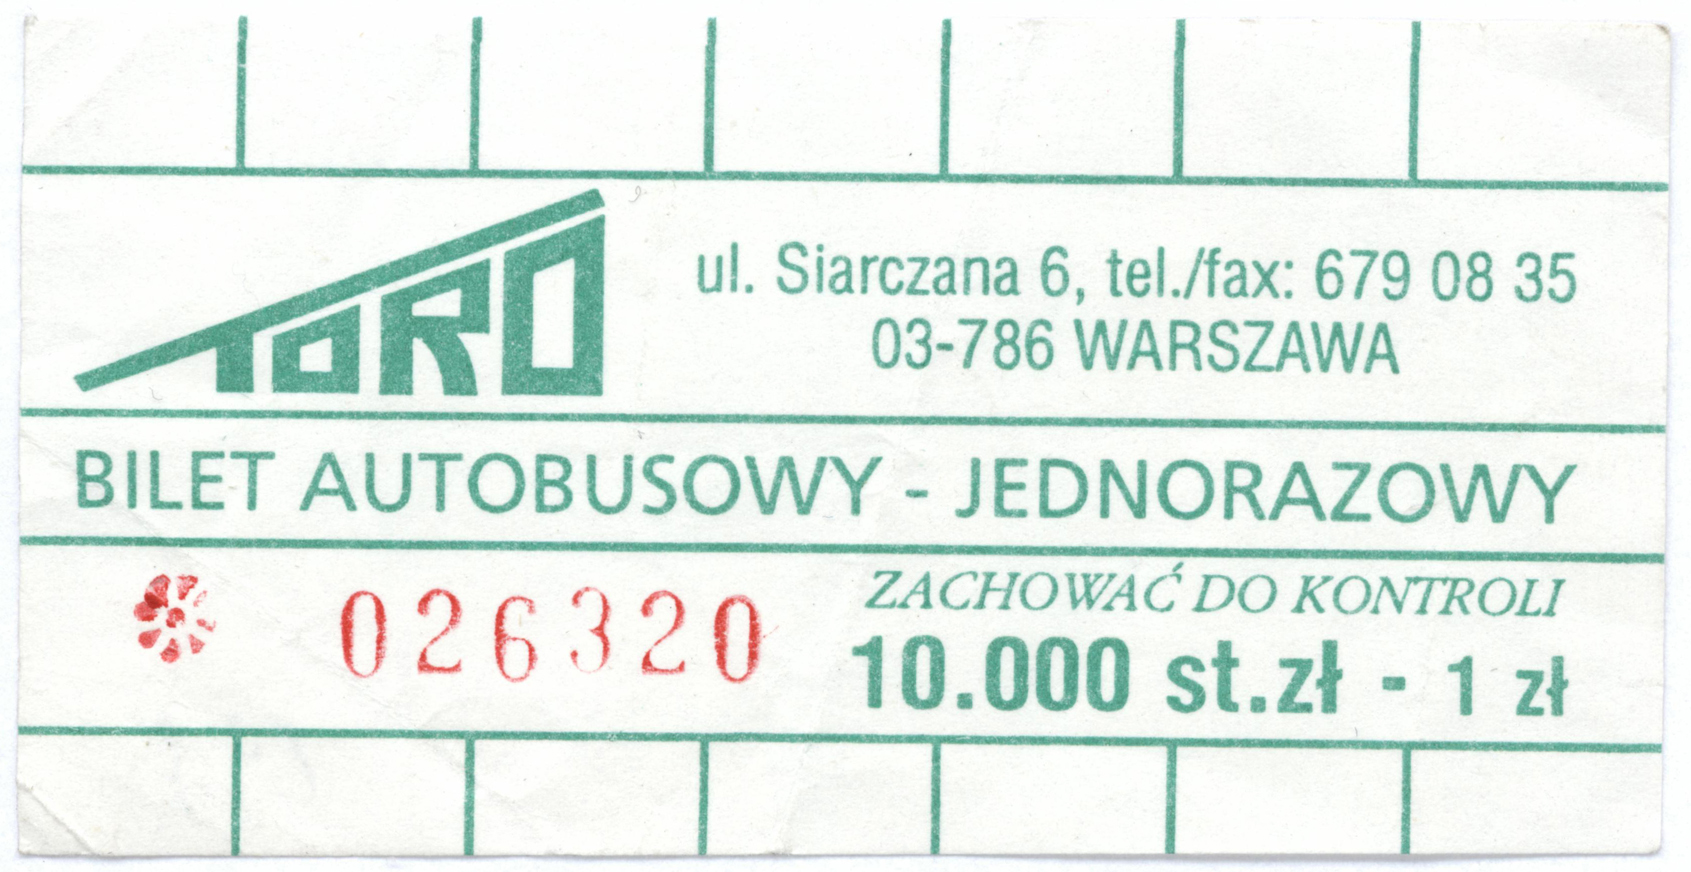 TORO
ul. Siarczana 6, tel./fax: 679 08 35
03-786 WARSZAWA
BILET AUTOBUSOWY - JEDNORAZOWY
026320
ZACHOWAĆ DO KONTROLI
10.000 st.zł - 1 zł